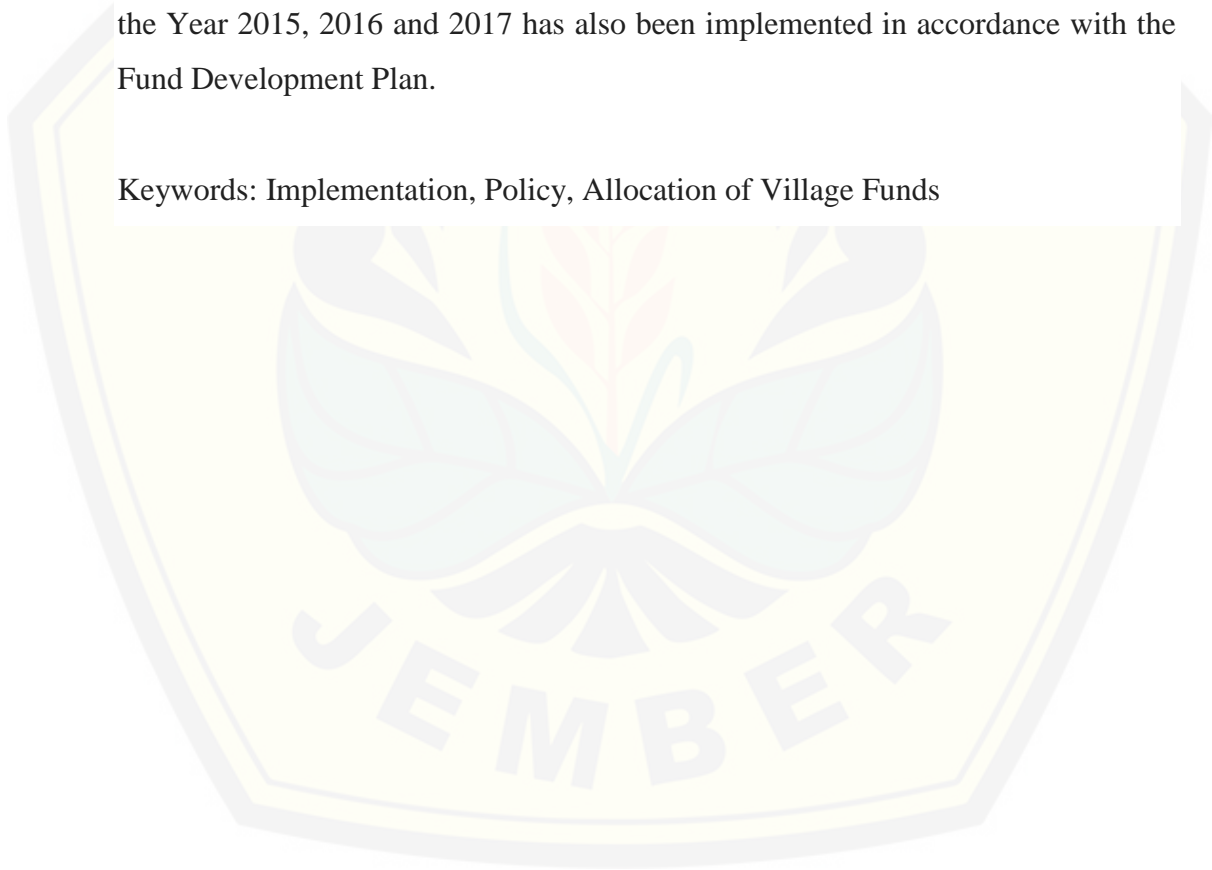 the Year 2015, 2016 and 2017 has also been implemented in accordance with the
Fund Development Plan.
Keywords: Implementation, Policy, Allocation of Village Funds
JEMBER